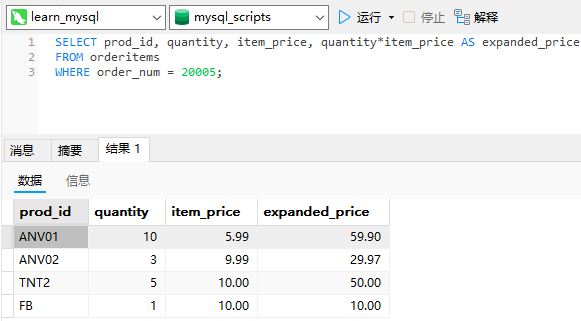 learn_mysql mysql_scripts 运行 停止 解释
1 SELECT prod_id, quantity, item_price, quantity*item_price AS expanded_price
2 FROM orderitems
3 WHERE order_num = 20005;
消息 摘要 结果 1
数据 信息
prod_id quantity item_price expanded_price
ANV01 10 5.99 59.90
ANV02 3 9.99 29.97
TNT2 5 10.00 50.00
FB 1 10.00 10.00